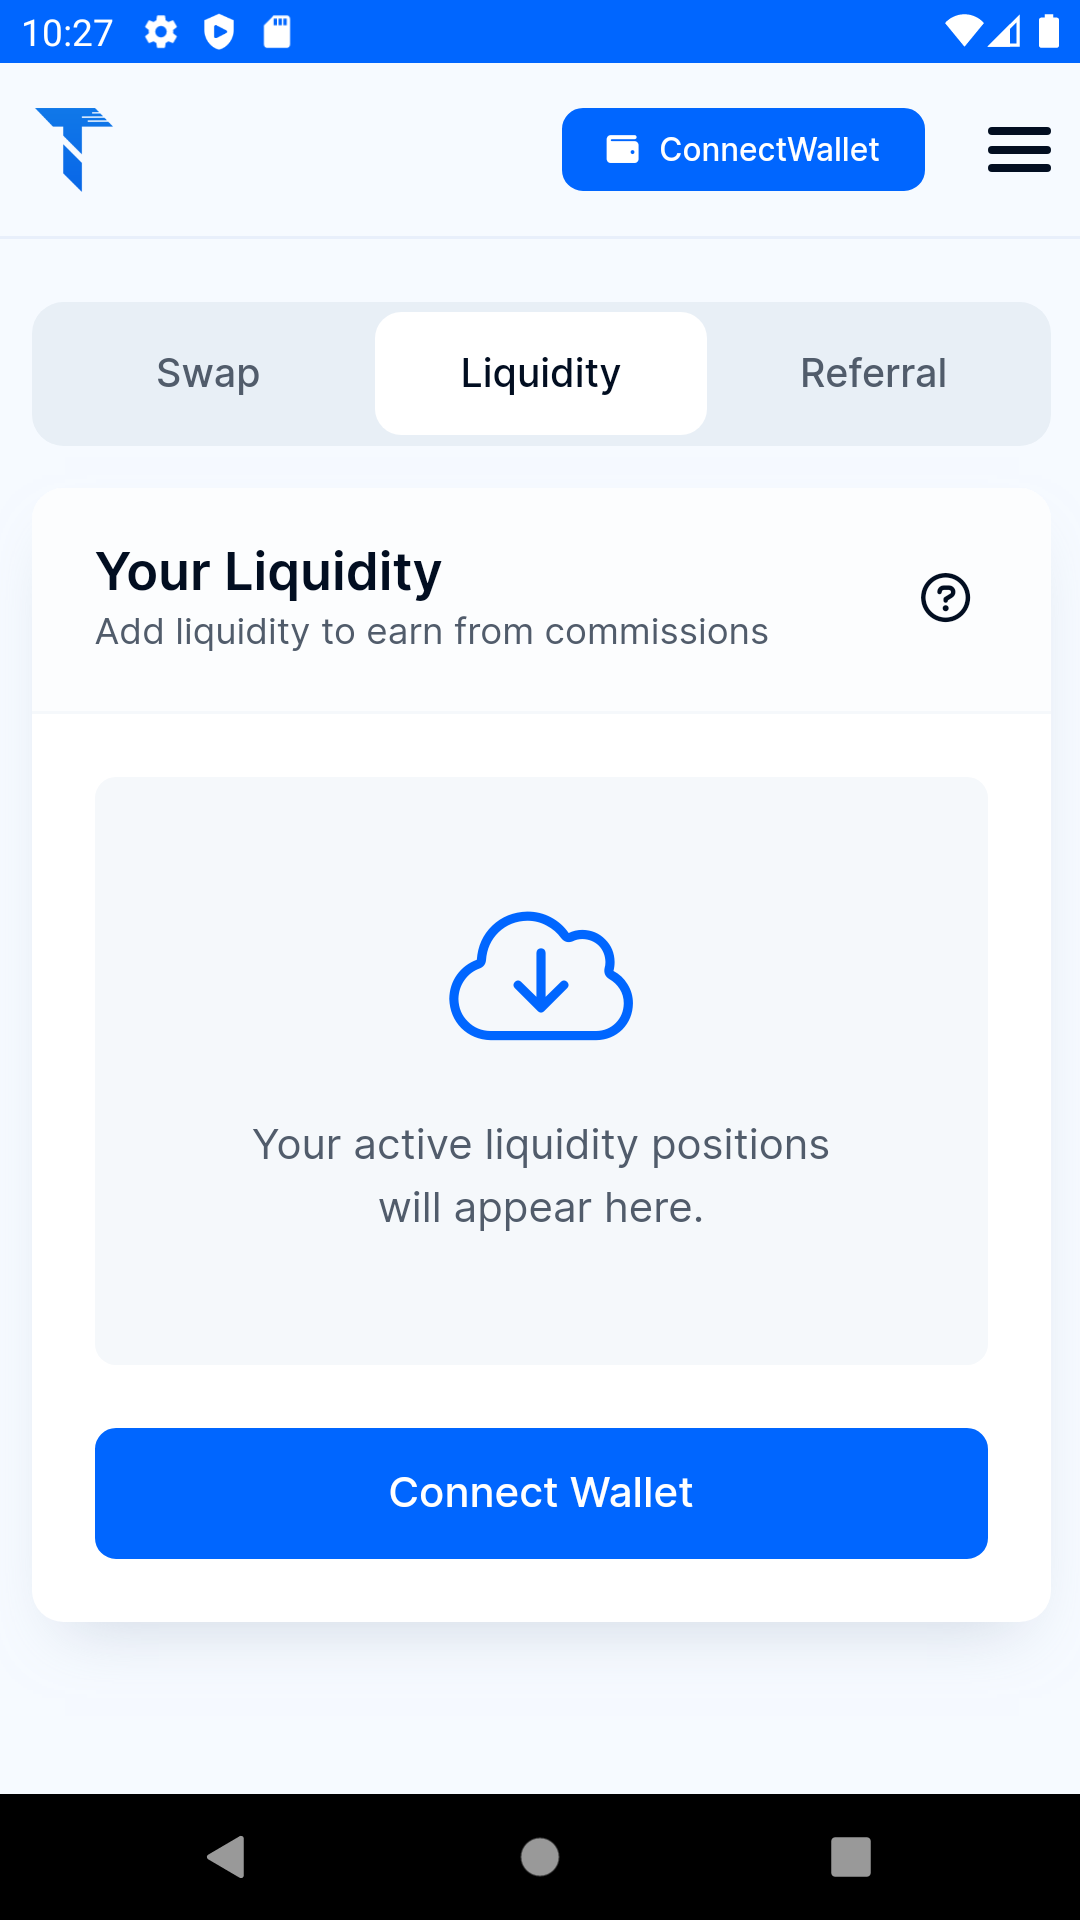 10:27
ConnectWallet
Swap
Liquidity
Referral
Your Liquidity
Add liquidity to earn from commissions
Your active liquidity positions
will appear here.
Connect Wallet